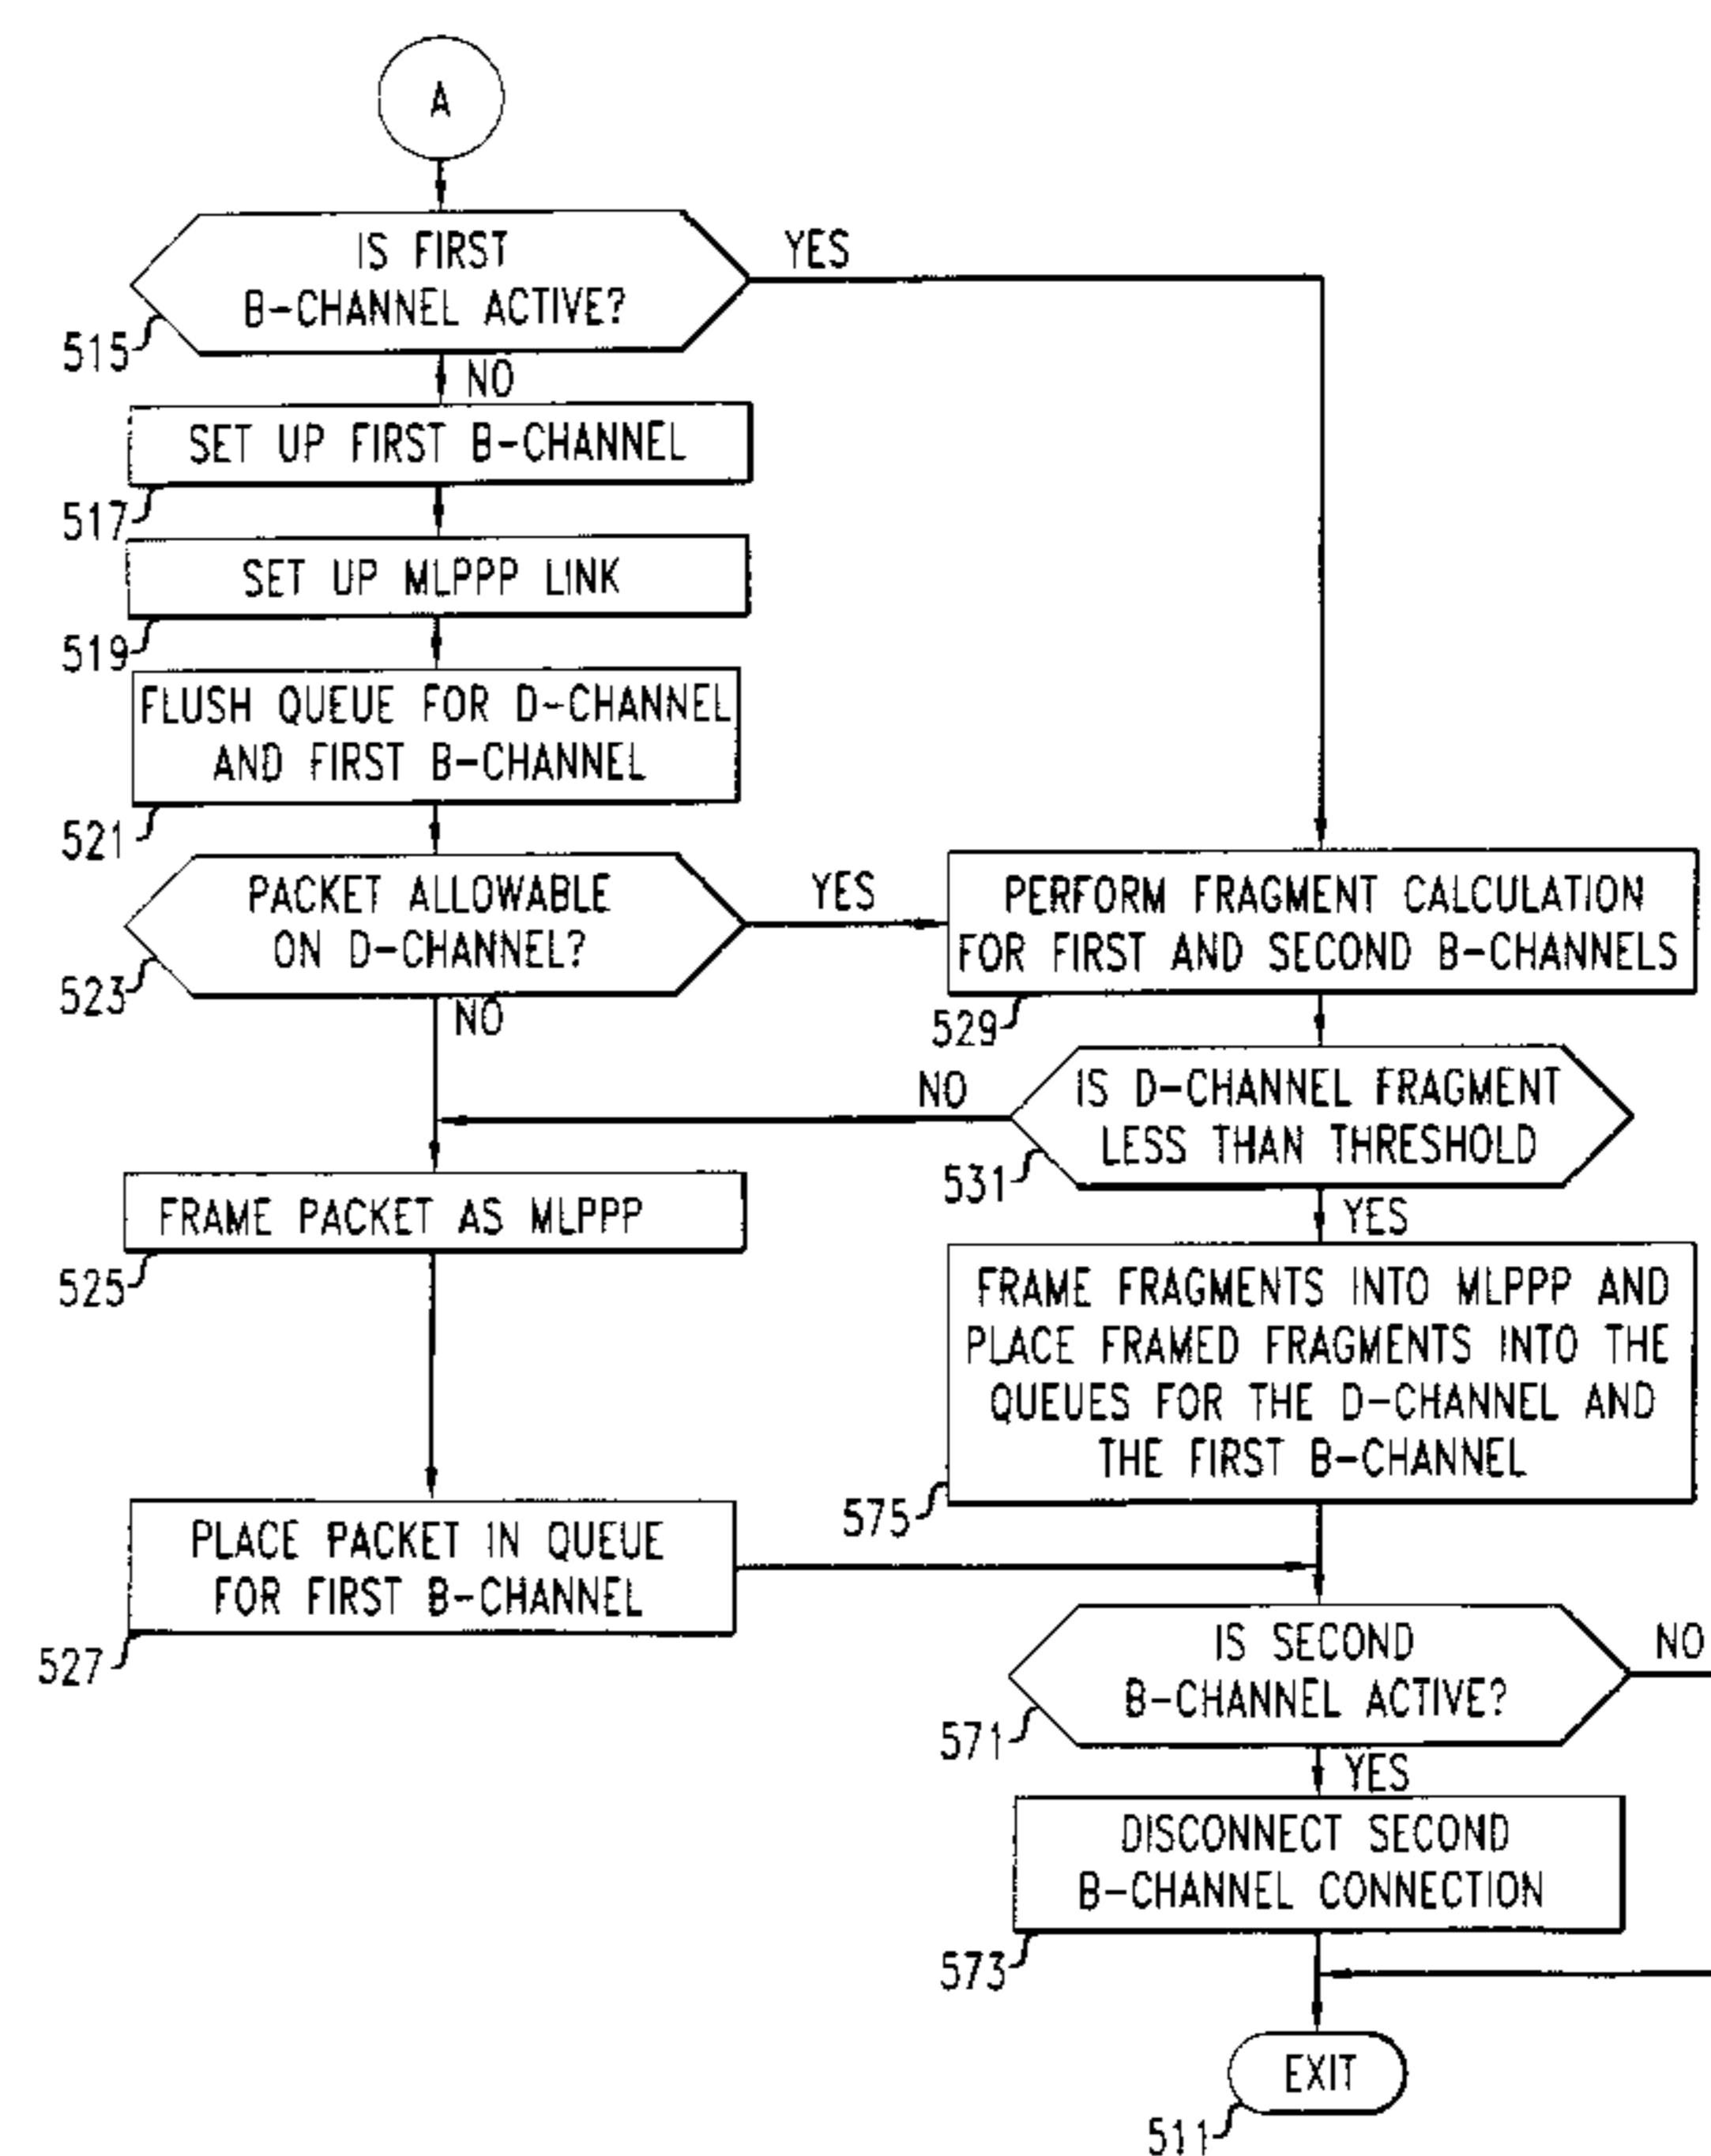 A
IS FIRST
B-CHANNEL ACTIVE?
YES
515
NO
SET UP FIRST B-CHANNEL
517
SET UP MLPPP LINK
519
FLUSH QUEUE FOR D-CHANNEL
AND FIRST B-CHANNEL
521
PACKET ALLOWABLE
ON D-CHANNEL?
YES
523
NO
PERFORM FRAGMENT CALCULATION
FOR FIRST AND SECOND B-CHANNELS
529
NO
IS D-CHANNEL FRAGMENT
LESS THAN THRESHOLD
531
YES
FRAME PACKET AS MLPPP
525
FRAME FRAGMENTS INTO MLPPP AND
PLACE FRAMED FRAGMENTS INTO THE
QUEUES FOR THE D-CHANNEL AND
THE FIRST B-CHANNEL
575
PLACE PACKET IN QUEUE
FOR FIRST B-CHANNEL
527
IS SECOND
B-CHANNEL ACTIVE?
NO
571
YES
DISCONNECT SECOND
B-CHANNEL CONNECTION
573
EXIT
511